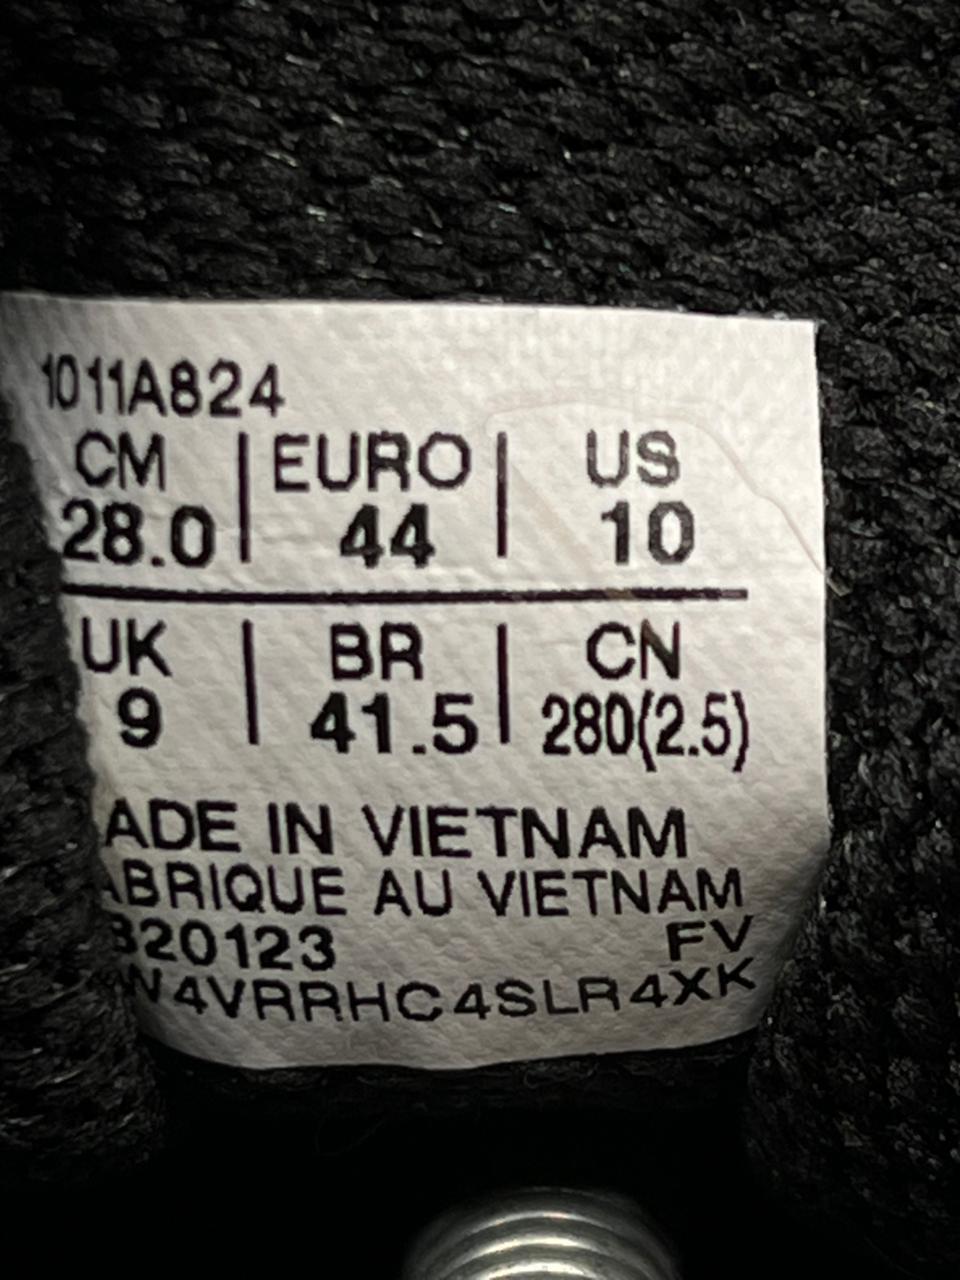 1011A824
CM | EURO | US
28.0 | 44 | 10
UK | BR | CN
9 | 41.5 | 280(2.5)
ADE IN VIETNAM
ABRIQUE AU VIETNAM
320123 FV
W4VRRHC4SLR4XK